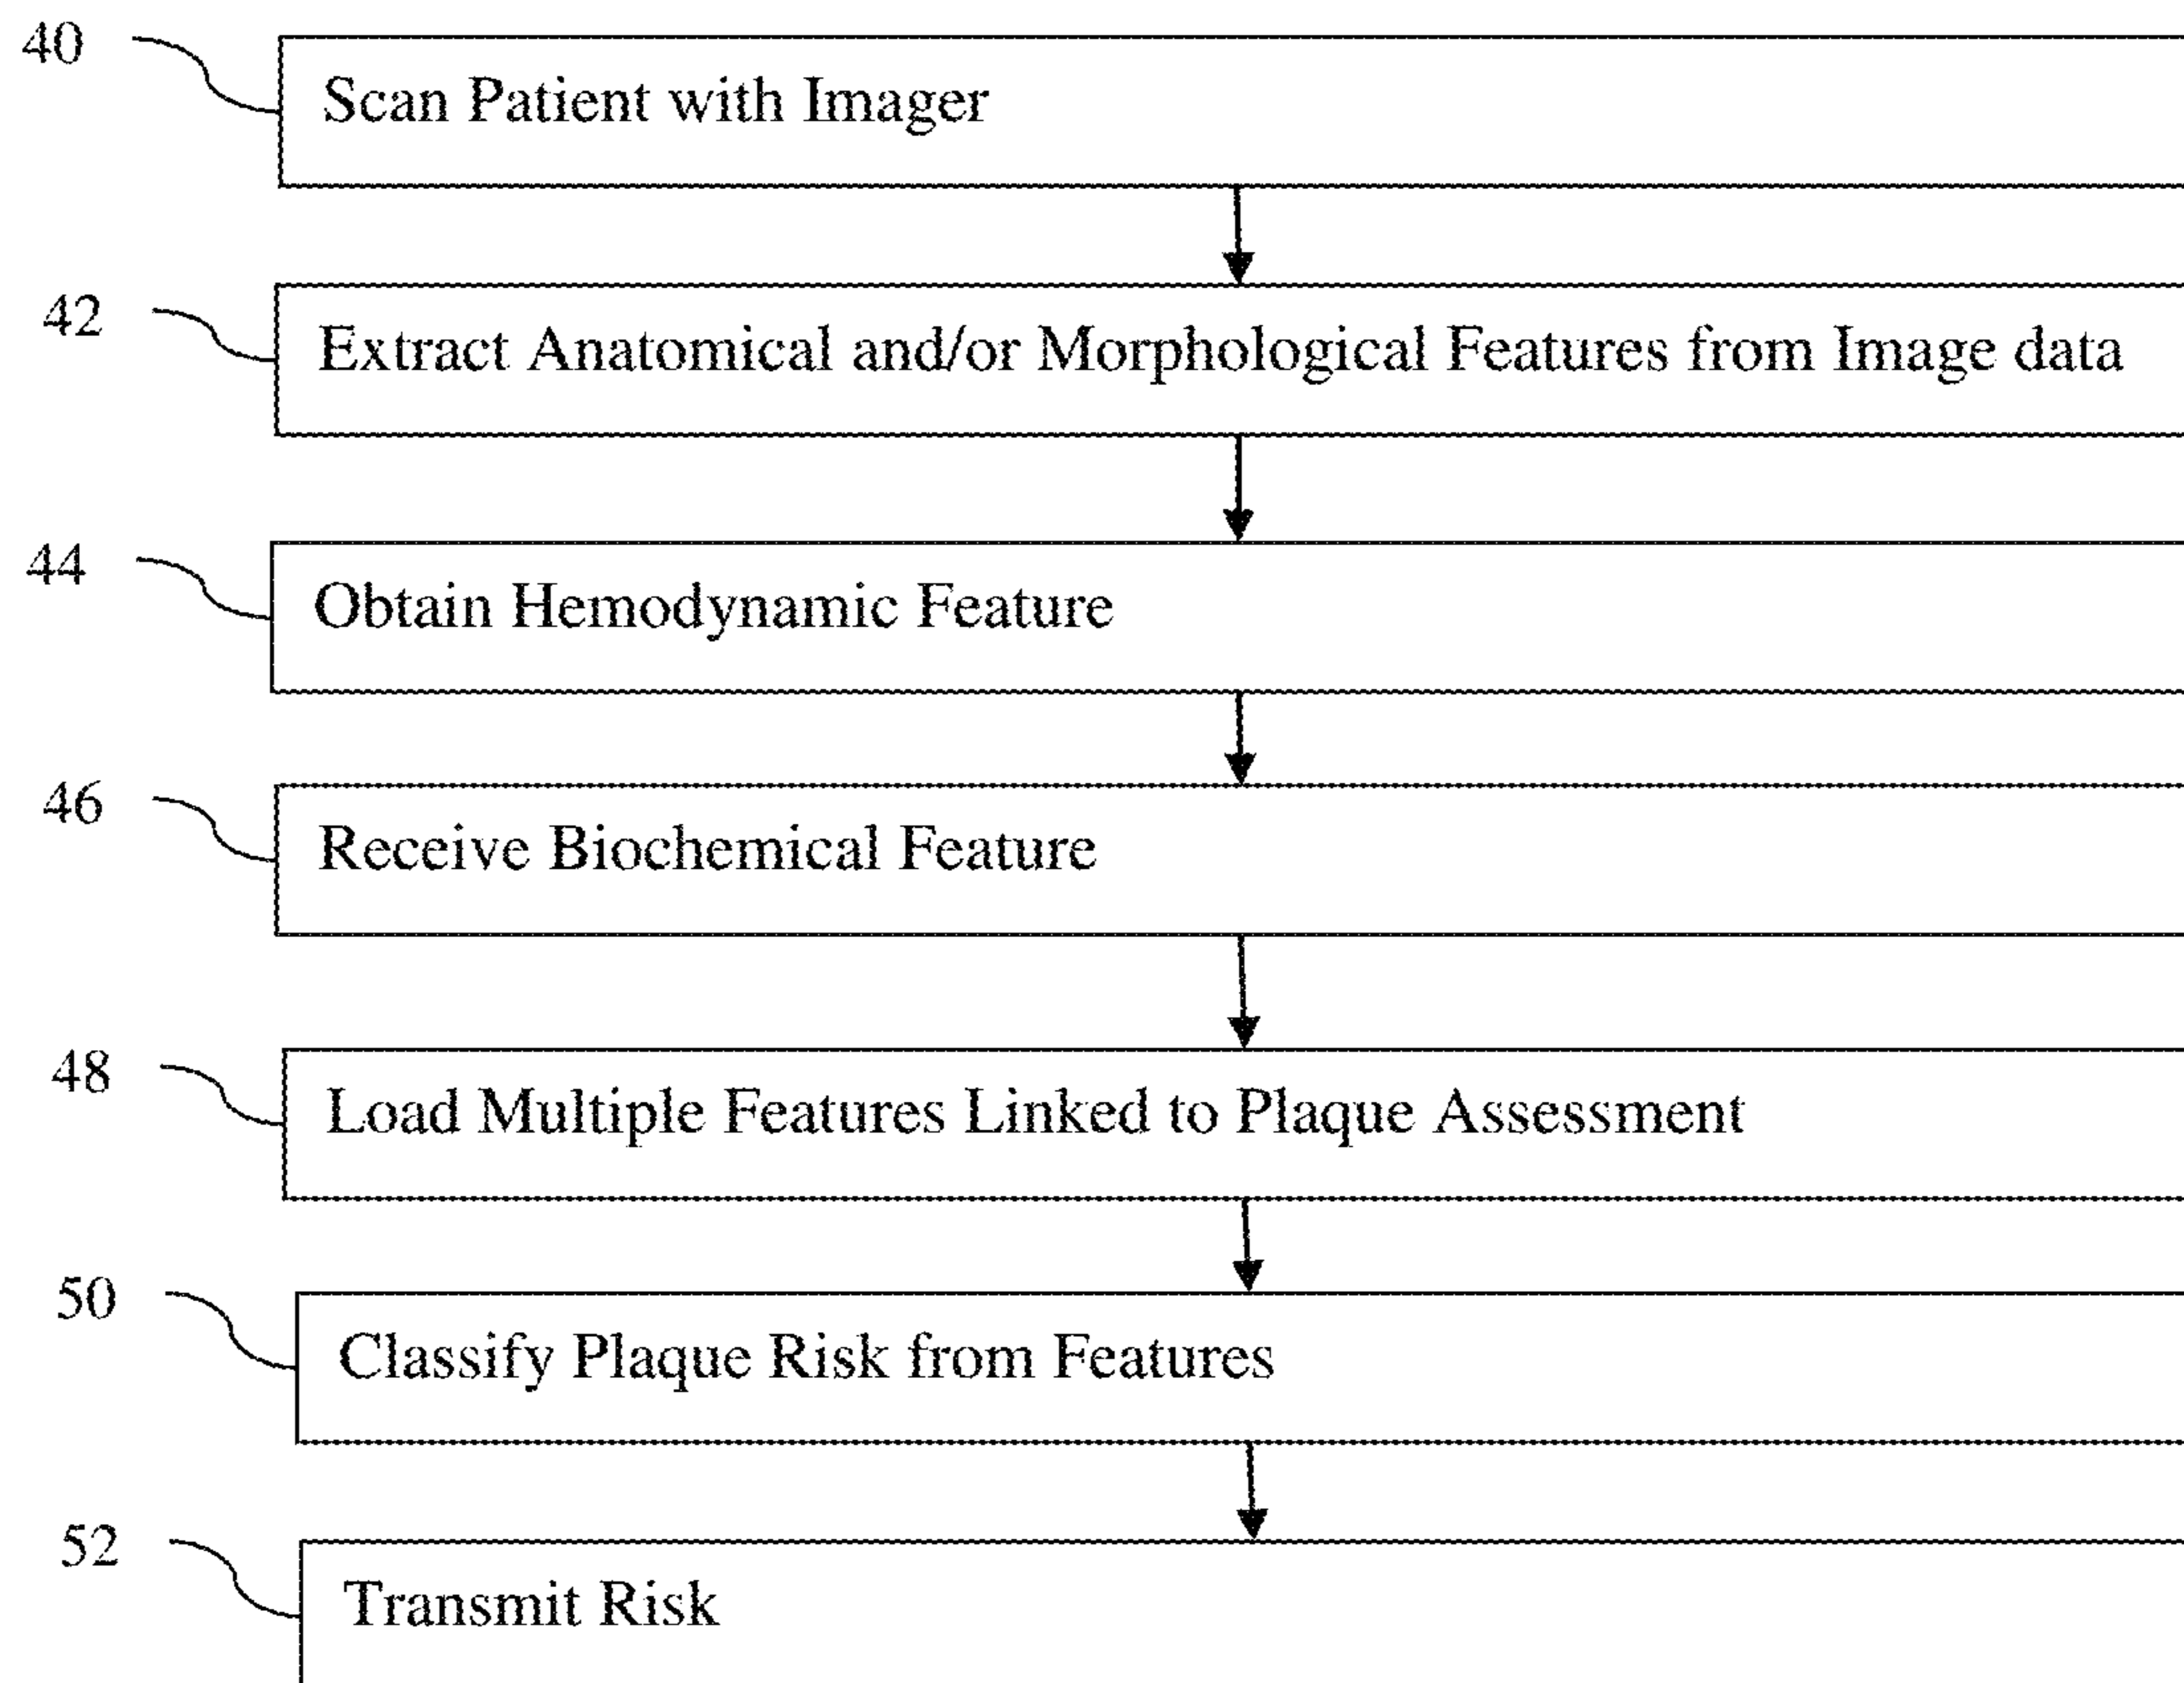 40
Scan Patient with Imager
42
Extract Anatomical and/or Morphological Features from Image data
44
Obtain Hemodynamic Feature
46
Receive Biochemical Feature
48
Load Multiple Features Linked to Plaque Assessment
50
Classify Plaque Risk from Features
52
Transmit Risk